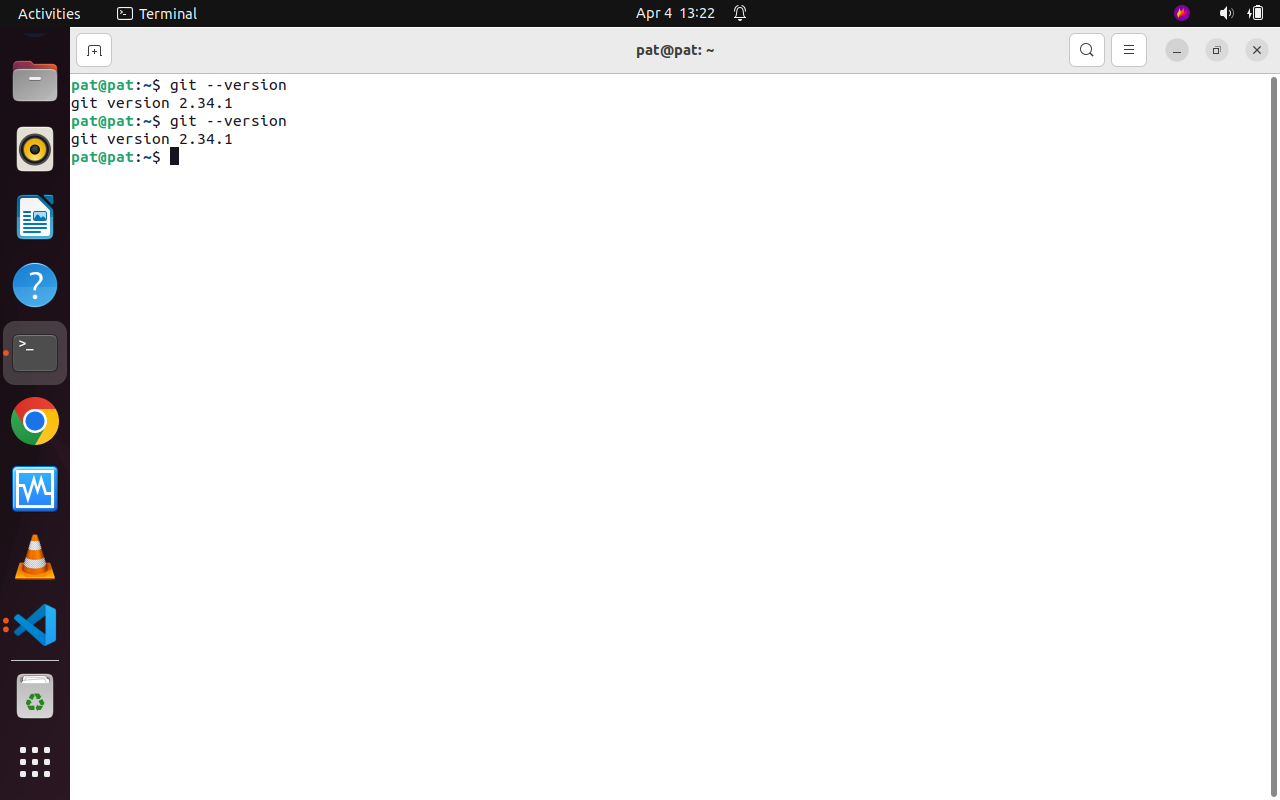 Activities
Terminal
Apr 4 13:22
pat@pat: ~
pat@pat:~$ git --version
git version 2.34.1
pat@pat:~$ git --version
git version 2.34.1
pat@pat:~$